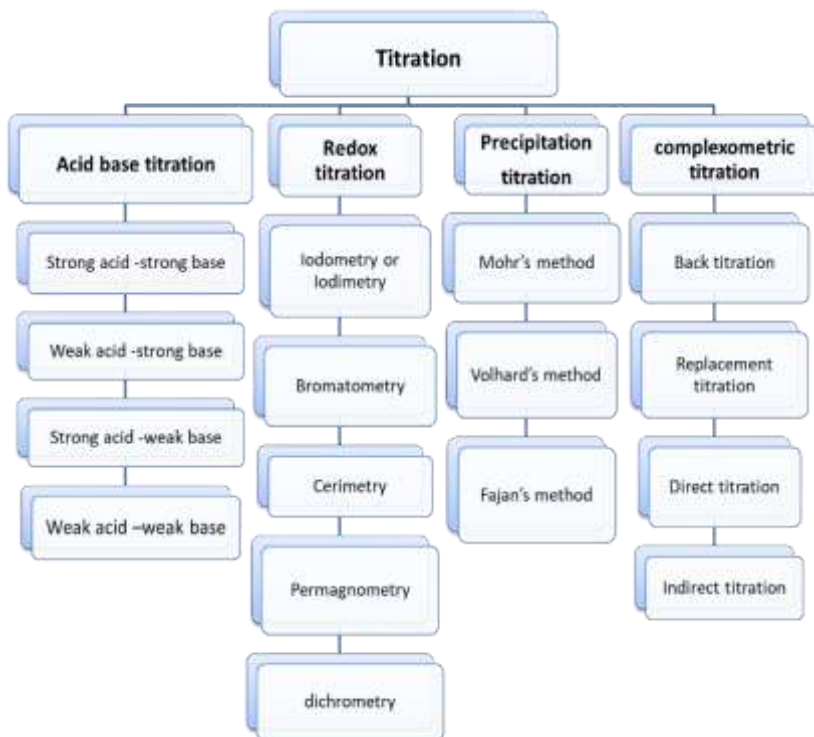 Titration
Acid base titration
Strong acid -strong base
Weak acid -strong base
Strong acid -weak base
Weak acid –weak base
Redox
titration
Iodometry or
Iodimetry
Bromatometry
Cerimetry
Permagnometry
dichrometry
Precipitation
titration
Mohr's method
Volhard's method
Fajan's method
complexometric
titration
Back titration
Replacement
titration
Direct titration
Indirect titration